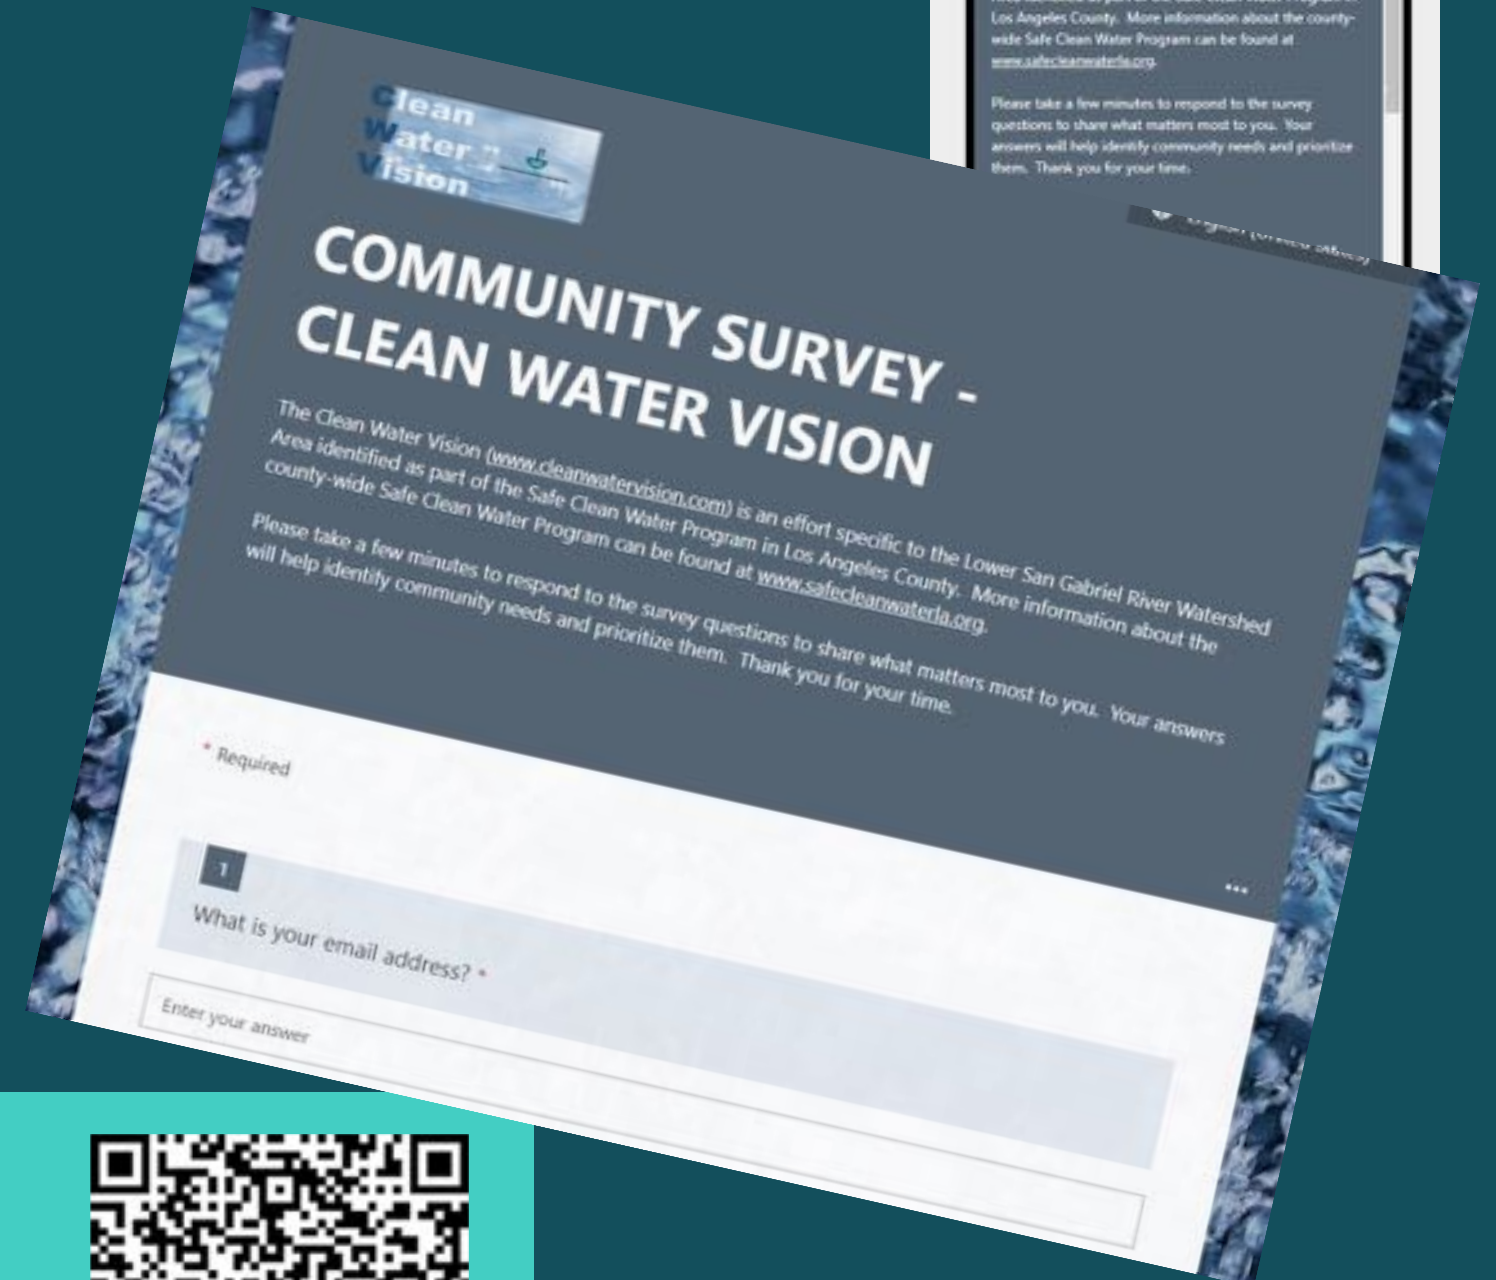 Los Angeles County. More information about the county-
wide Safe Clean Water Program can be found at
www.safecleanwaterla.org.
Please take a few minutes to respond to the survey
questions to share what matters most to you. Your
answers will help identify community needs and prioritize
them. Thank you for your time.
Clean
Water
Vision
COMMUNITY SURVEY -
CLEAN WATER VISION
The Clean Water Vision (www.cleanwatervision.com) is an effort specific to the Lower San Gabriel River Watershed
Area identified as part of the Safe Clean Water Program in Los Angeles County. More information about the
county-wide Safe Clean Water Program can be found at www.safecleanwaterla.org.
Please take a few minutes to respond to the survey questions to share what matters most to you. Your answers
will help identify community needs and prioritize them. Thank you for your time.
* Required
...
1
What is your email address? *
Enter your answer